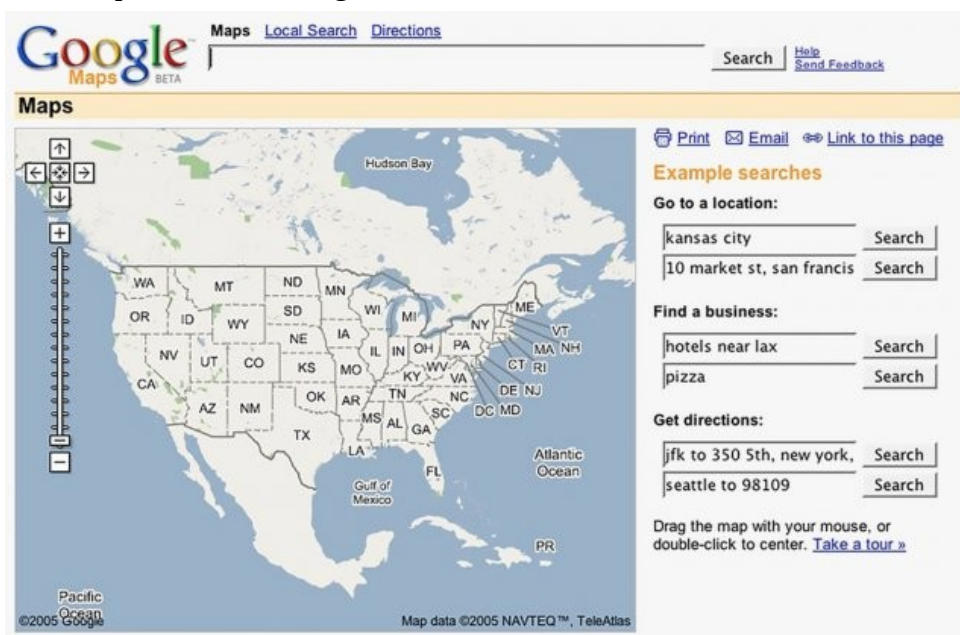 Maps Local Search Directions
Google™
Maps BETA
Search
Help
Send Feedback
Maps
Print Email Link to this page
Example searches
Go to a location:
kansas city Search
10 market st, san francis Search
Find a business:
hotels near lax Search
pizza Search
Get directions:
jfk to 350 5th, new york, Search
seattle to 98109 Search
Drag the map with your mouse, or
double-click to center. Take a tour »
Hudson Bay
WA
MT
ND
MN
OR
ID
WY
SD
WI
MI
ME
NY
VT
NE
IA
MA NH
NV
UT
CO
IL
IN
OH
PA
CT RI
KS
MO
KY
WV
VA
CA
DE NJ
OK
AR
TN
NC
DC MD
AZ
NM
MS
AL
GA
SC
TX
LA
FL
Atlantic
Ocean
Gulf of
Mexico
PR
Pacific
Ocean
©2005 Google
Map data ©2005 NAVTEQ™, TeleAtlas